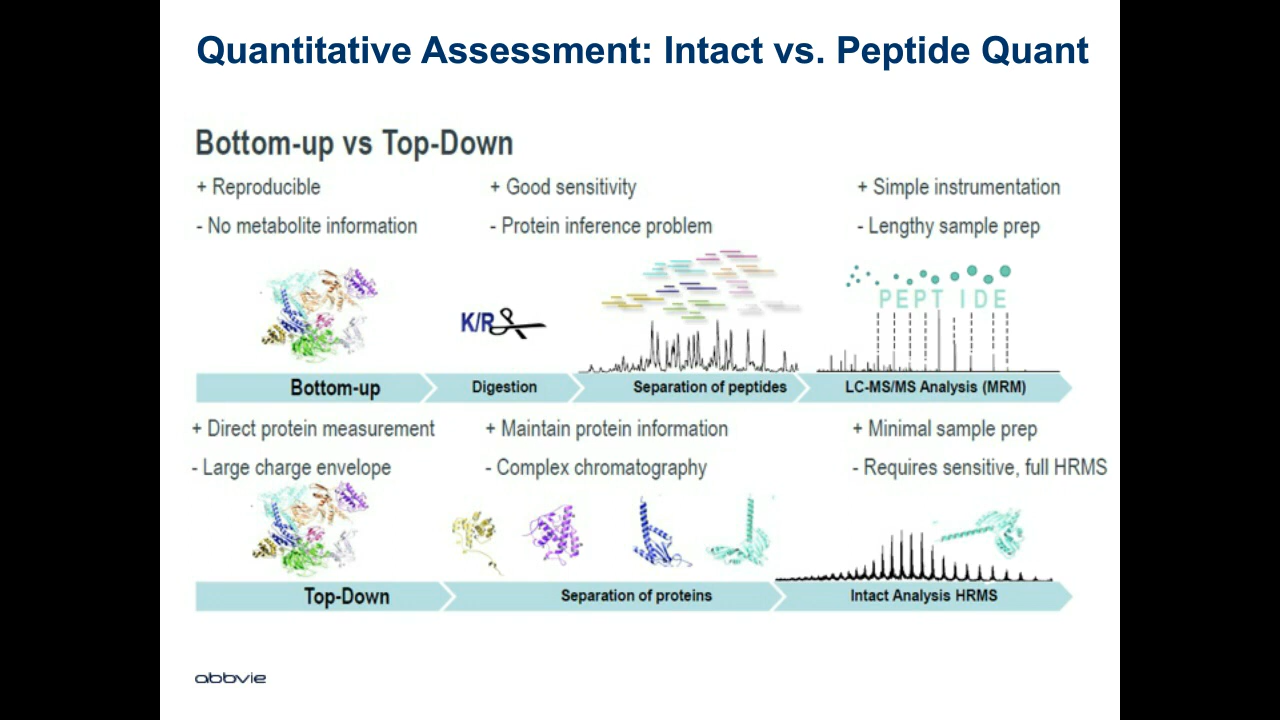 Quantitative Assessment: Intact vs. Peptide Quant
Bottom-up vs Top-Down
+ Reproducible
+ Good sensitivity
+ Simple instrumentation
- No metabolite information
- Protein inference problem
- Lengthy sample prep
K/R
PEPTIDE
Bottom-up
Digestion
Separation of peptides
LC-MS/MS Analysis (MRM)
+ Direct protein measurement
+ Maintain protein information
+ Minimal sample prep
- Large charge envelope
- Complex chromatography
- Requires sensitive, full HRMS
Top-Down
Separation of proteins
Intact Analysis HRMS
abbvie